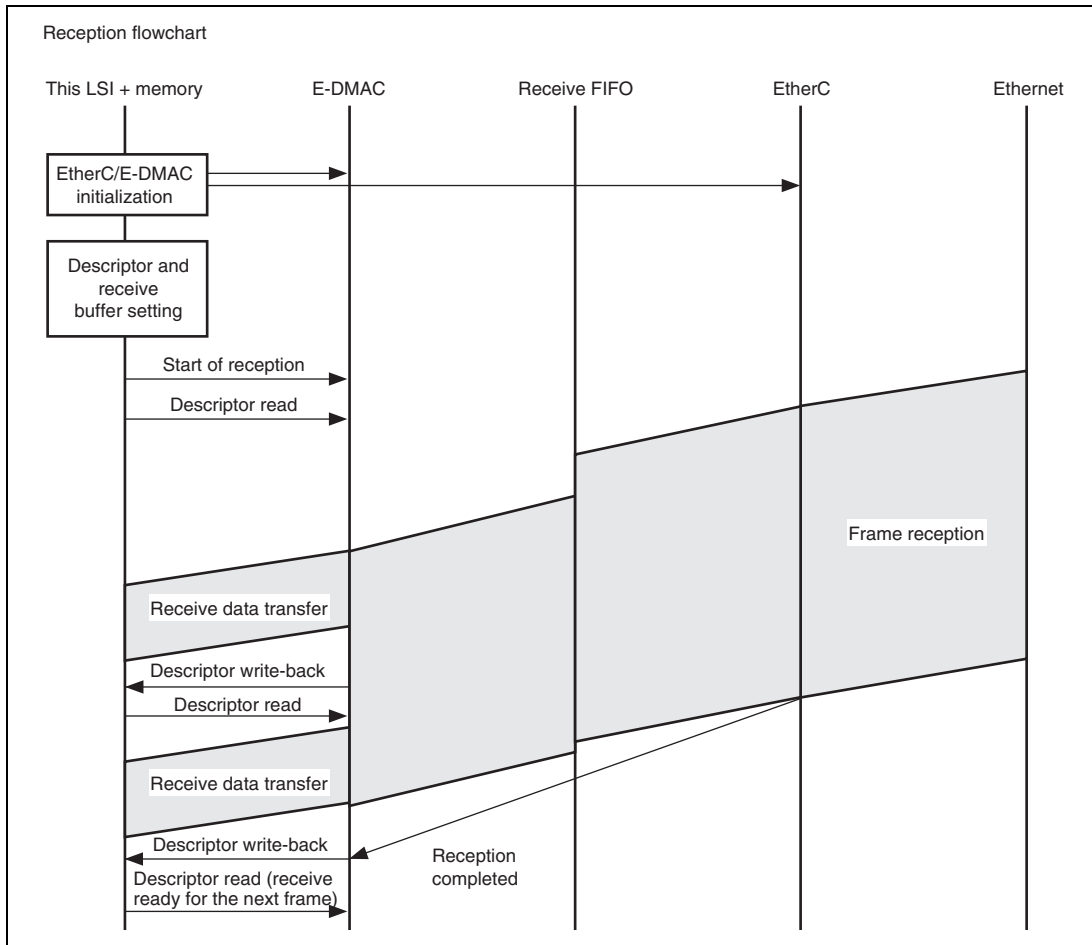 Reception flowchart
This LSI + memory
E-DMAC
Receive FIFO
EtherC
Ethernet
EtherC/E-DMAC
initialization
Descriptor and
receive
buffer setting
Start of reception
Descriptor read
Frame reception
Receive data transfer
Descriptor write-back
Descriptor read
Receive data transfer
Descriptor write-back
Reception
completed
Descriptor read (receive
ready for the next frame)